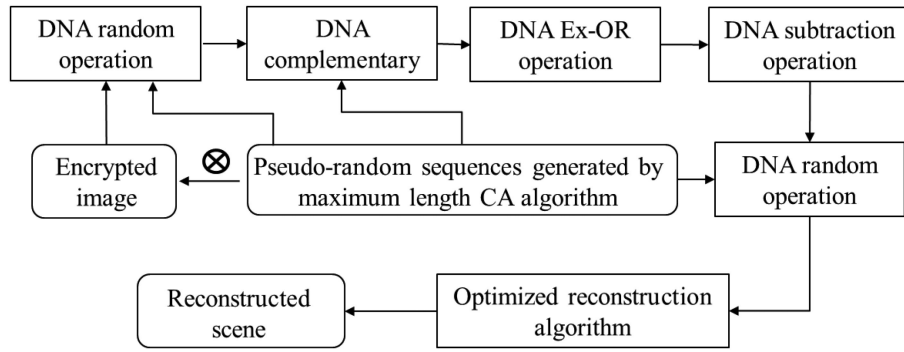 DNA random
operation
DNA
complementary
DNA Ex-OR
operation
DNA subtraction
operation
Encrypted
image
⊗
Pseudo-random sequences generated by
maximum length CA algorithm
DNA random
operation
Reconstructed
scene
Optimized reconstruction
algorithm